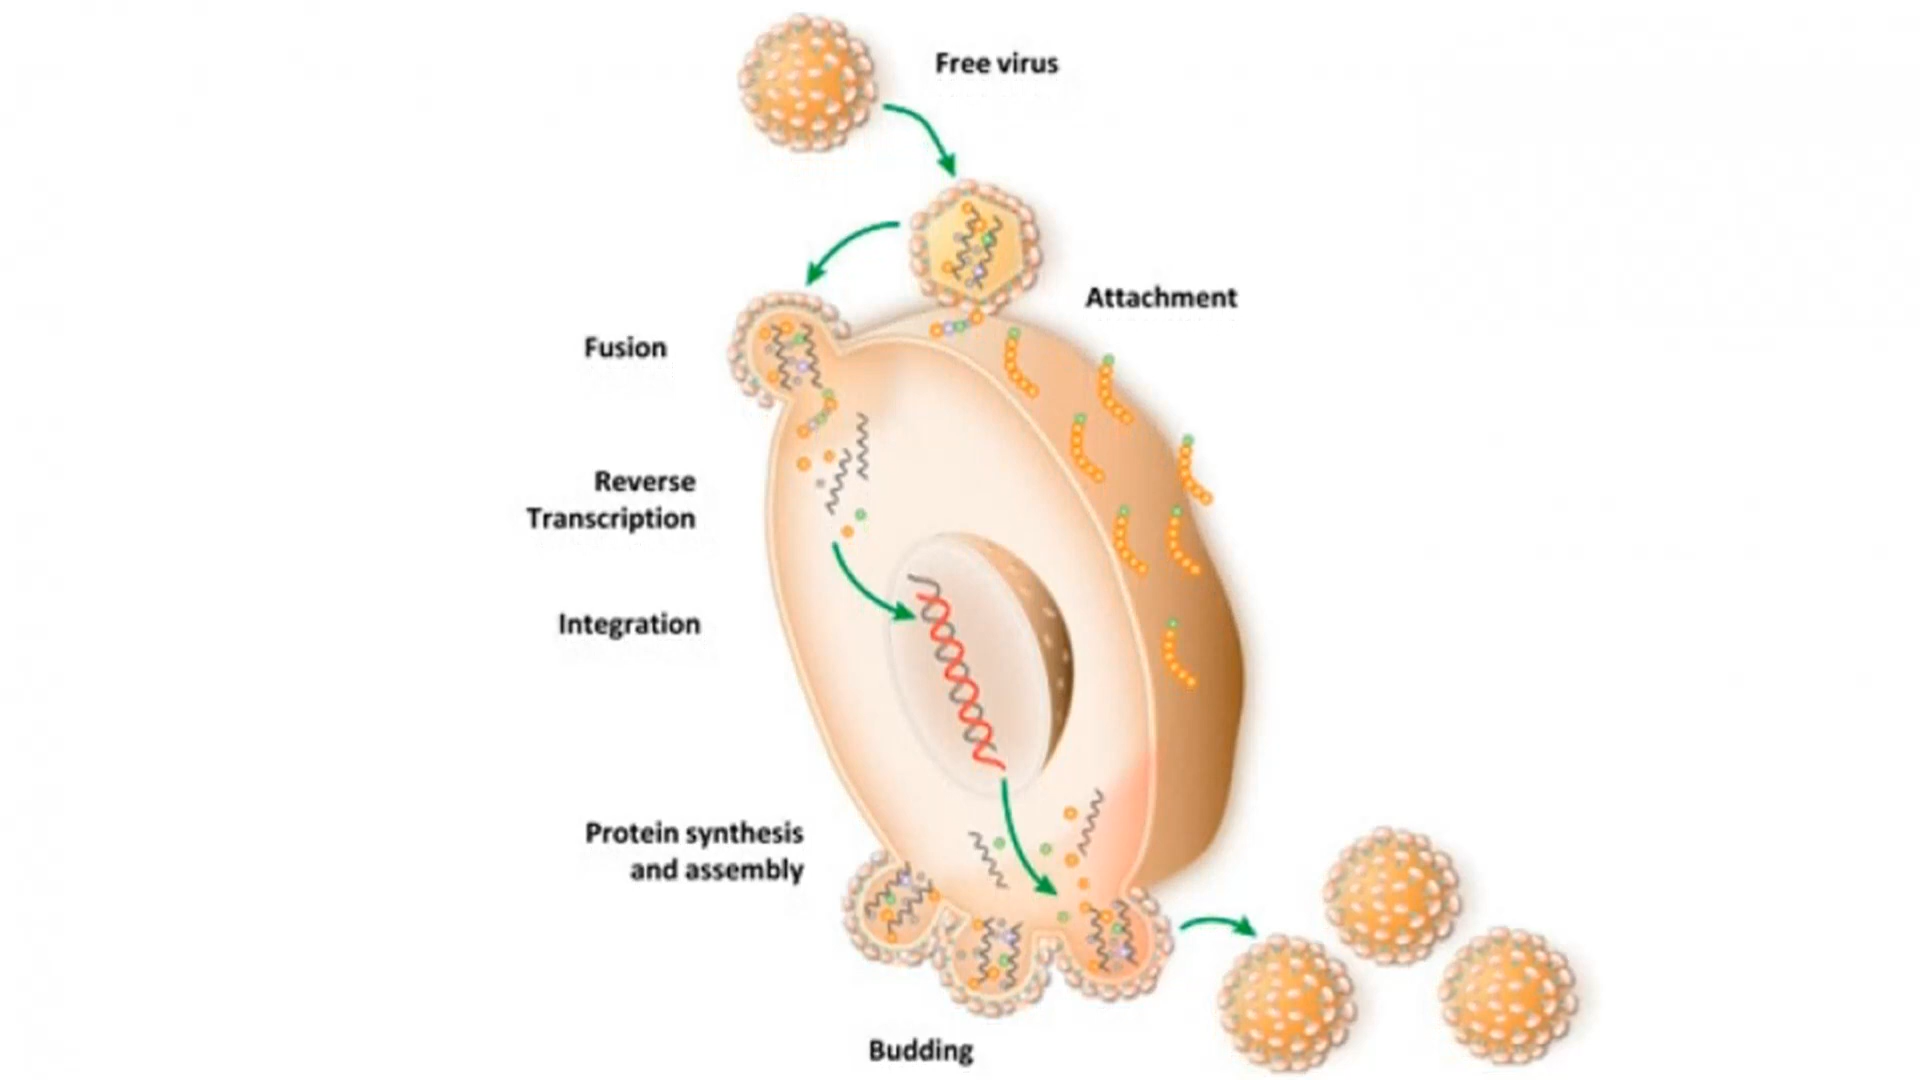 Free virus
Attachment
Fusion
Reverse
Transcription
Integration
Protein synthesis
and assembly
Budding